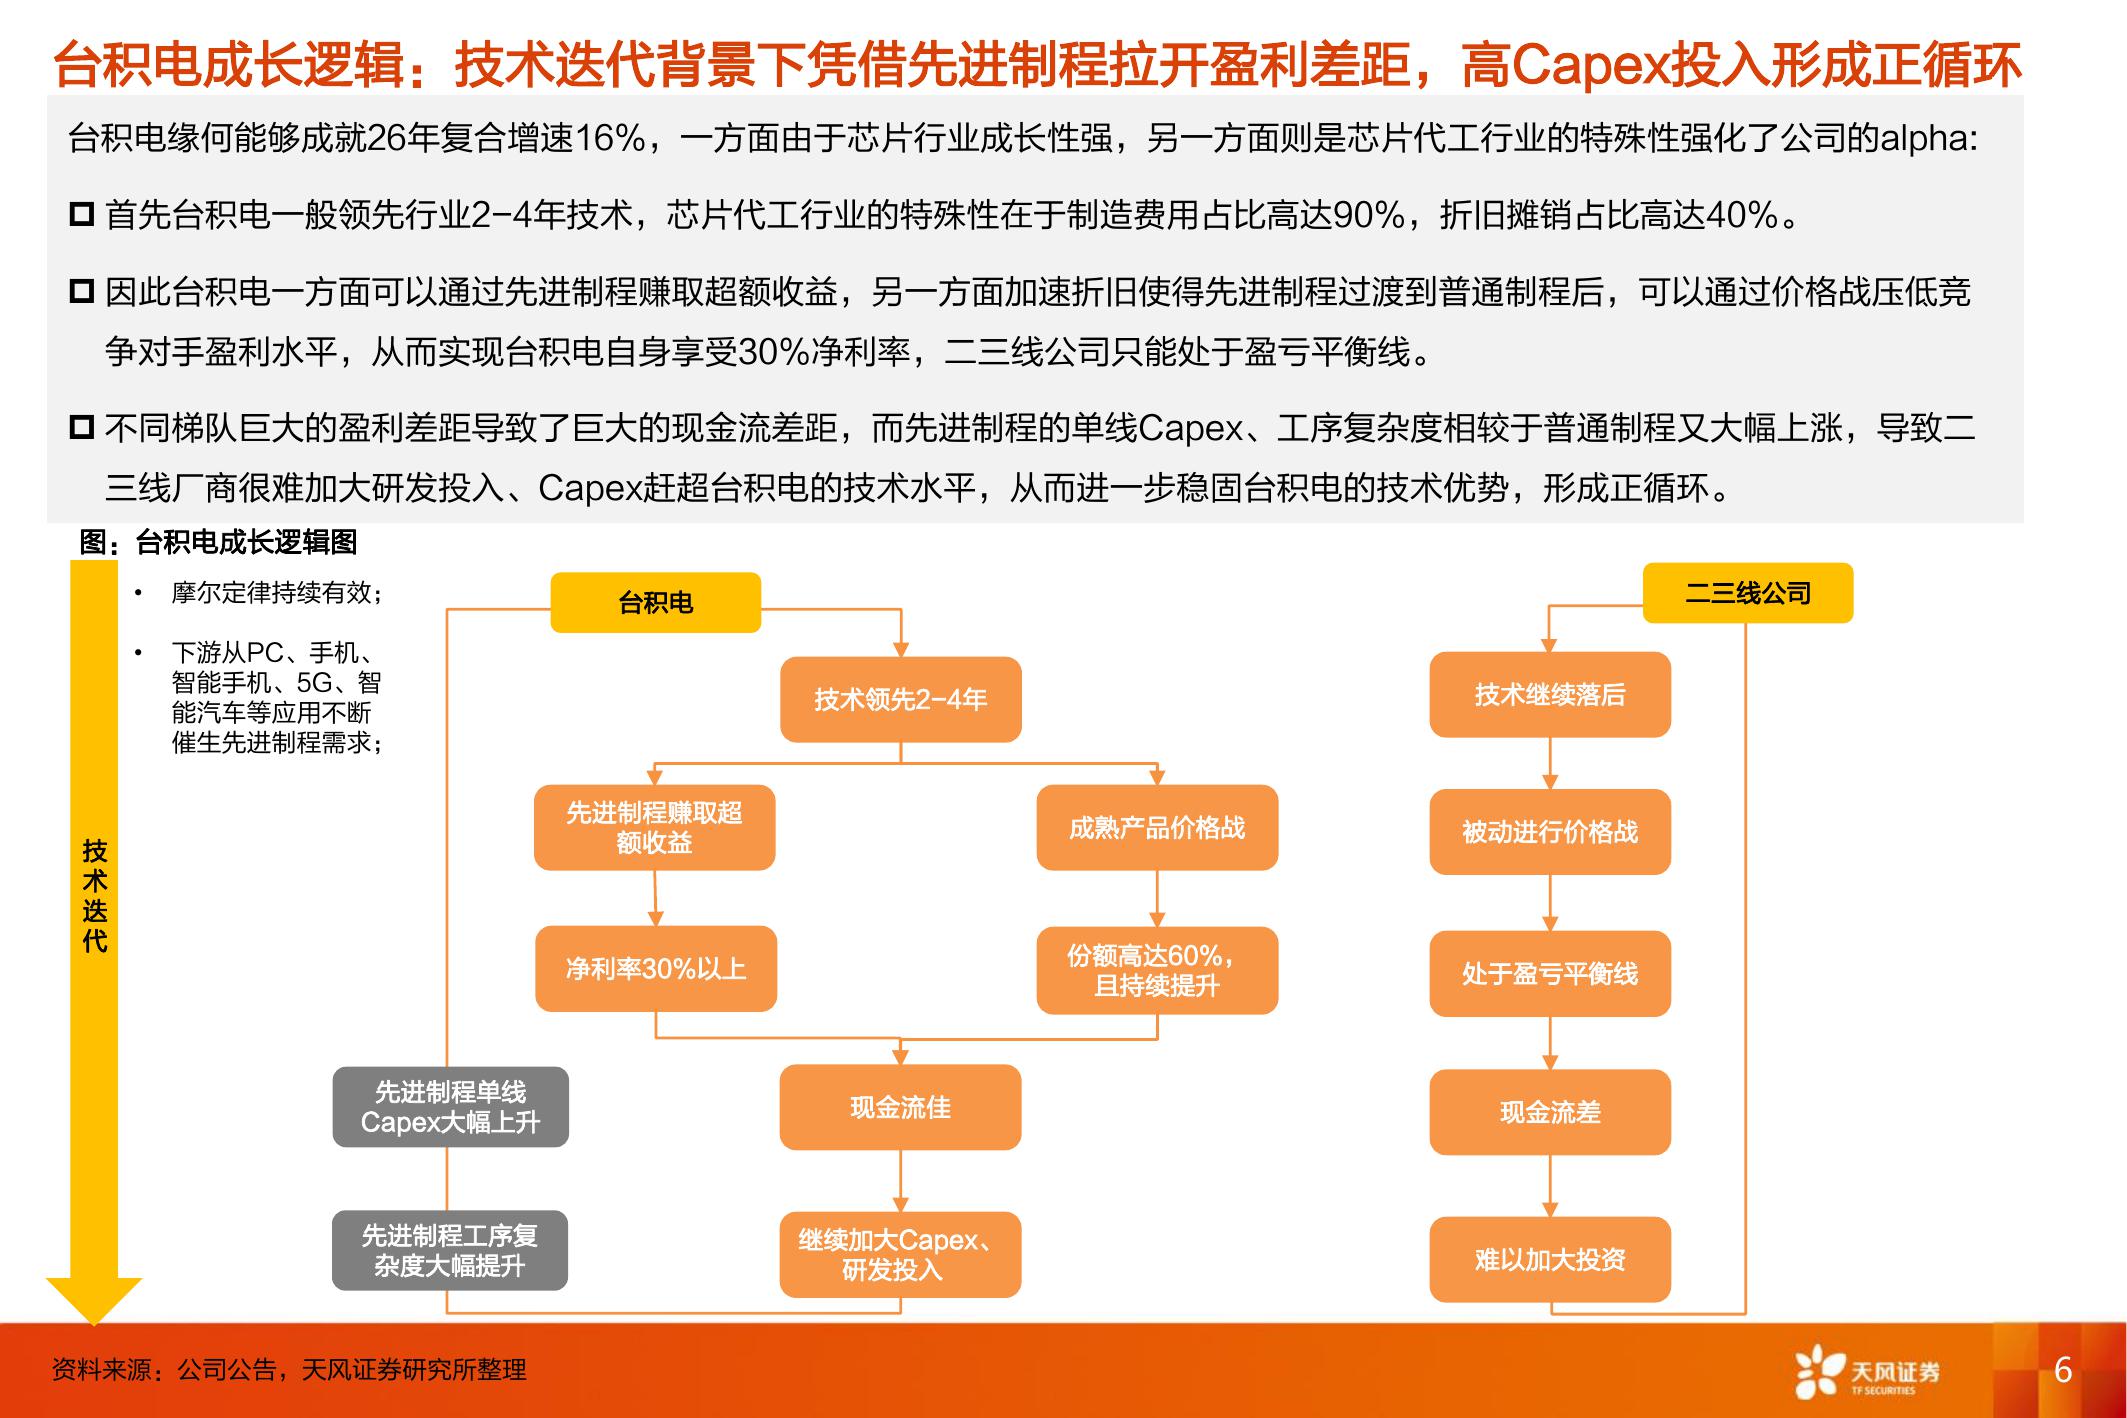 台积电成长逻辑：技术迭代背景下凭借先进制程拉开盈利差距，高Capex投入形成正循环
台积电缘何能够成就26年复合增速16%，一方面由于芯片行业成长性强，另一方面则是芯片代工行业的特殊性强化了公司的alpha:
首先台积电一般领先行业2-4年技术，芯片代工行业的特殊性在于制造费用占比高达90%，折旧摊销占比高达40%。
因此台积电一方面可以通过先进制程赚取超额收益，另一方面加速折旧使得先进制程过渡到普通制程后，可以通过价格战压低竞
争对手盈利水平，从而实现台积电自身享受30%净利率，二三线公司只能处于盈亏平衡线。
不同梯队巨大的盈利差距导致了巨大的现金流差距，而先进制程的单线Capex、工序复杂度相较于普通制程又大幅上涨，导致二
三线厂商很难加大研发投入、Capex赶超台积电的技术水平，从而进一步稳固台积电的技术优势，形成正循环。
图：台积电成长逻辑图
• 摩尔定律持续有效；
• 下游从PC、手机、
智能手机、5G、智
能汽车等应用不断
催生先进制程需求；
技
术
迭
代
台积电
技术领先2-4年
先进制程赚取超
额收益
成熟产品价格战
净利率30%以上
份额高达60%，
且持续提升
先进制程单线
Capex大幅上升
现金流佳
先进制程工序复
杂度大幅提升
继续加大Capex、
研发投入
二三线公司
技术继续落后
被动进行价格战
处于盈亏平衡线
现金流差
难以加大投资
资料来源：公司公告，天风证券研究所整理
天风证券
TF SECURITIES
6